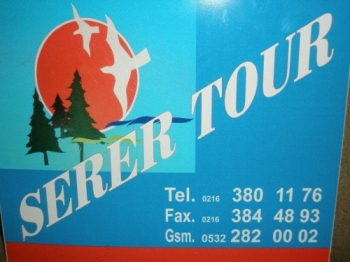 SERER TOUR
Tel. 0216 380 11 76
Fax. 0216 384 48 93
Gsm. 0532 282 00 02